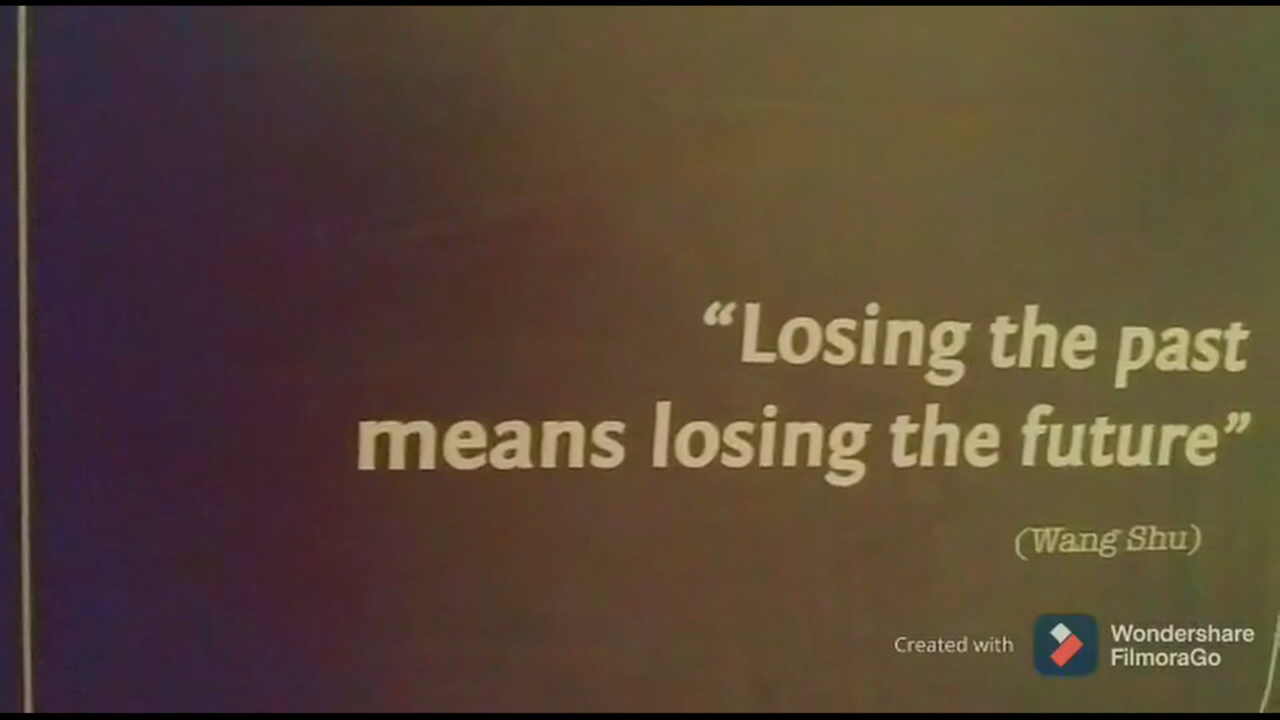 “Losing the past
means losing the future”
(Wang Shu)
Created with
Wondershare
FilmoraGo